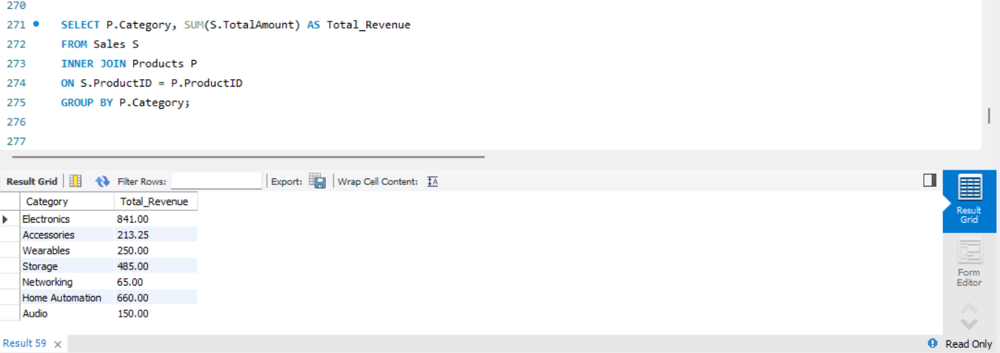 270
271 SELECT P.Category, SUM(S.TotalAmount) AS Total_Revenue
272 FROM Sales S
273 INNER JOIN Products P
274 ON S.ProductID = P.ProductID
275 GROUP BY P.Category;
276
277
Result Grid Filter Rows: Export: Wrap Cell Content: IA
Category Total_Revenue
Electronics 841.00
Accessories 213.25
Wearables 250.00
Storage 485.00
Networking 65.00
Home Automation 660.00
Audio 150.00
Result
Grid
Form
Editor
Result 59 Read Only